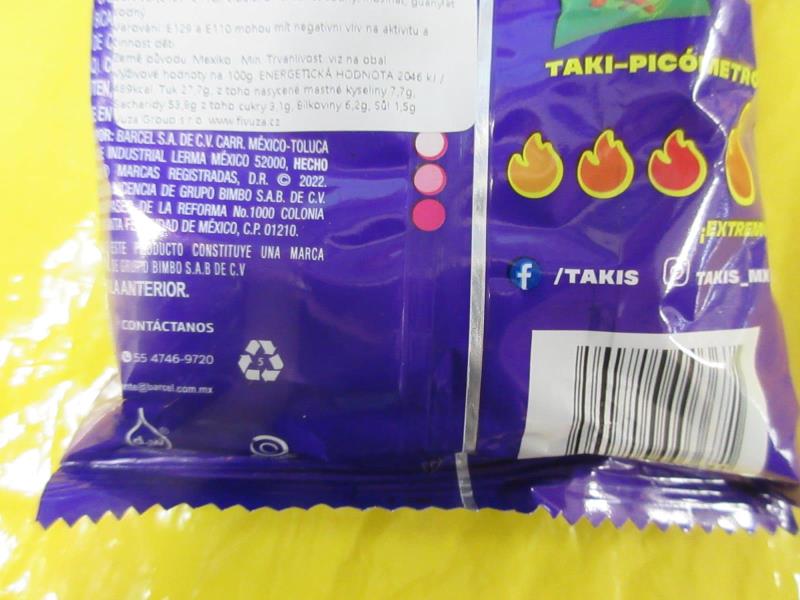 vodný.
Varování: E129 a E110 mohou mít negativní vliv na aktivitu a
činnost dětí.
Země původu: Mexiko. Min. Trvanlivost: viz na obal.
Výživové hodnoty na 100g: ENERGETICKÁ HODNOTA 2046 kJ /
489kcal. Tuk 27,7g, z toho nasycené mastné kyseliny 7,7g,
Sacharidy 53,8g z toho cukry 3,1g, Bílkoviny 6,2g, Sůl 1,5g
Group s.r.o. www.fivuza.cz
BARCEL S.A. DE C.V. CARR. MÉXICO-TOLUCA
INDUSTRIAL LERMA MÉXICO 52000, HECHO
MARCAS REGISTRADAS, D.R. © 2022.
LICENCIA DE GRUPO BIMBO S.A.B. DE C.V.
DE LA REFORMA No.1000 COLONIA
DE MÉXICO, C.P. 01210.
ESTE PRODUCTO CONSTITUYE UNA MARCA
DE GRUPO BIMBO S.A.B DE C.V
LA ANTERIOR.
CONTÁCTANOS
55 4746-9720
@barcel.com.mx
5
TAKI-PICÓMETRO
¡EXTREM
/TAKIS
TAKIS_MX